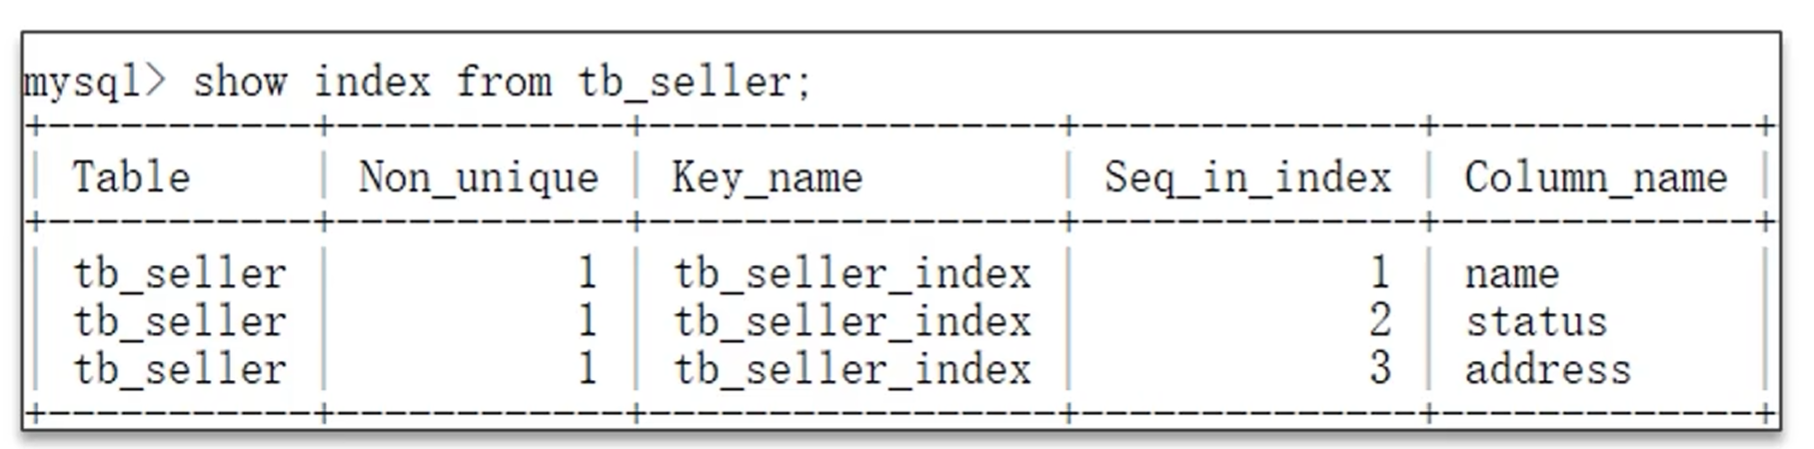 mysql> show index from tb_seller;
+-----------+------------+-----------------+--------------+-------------+
| Table | Non_unique | Key_name | Seq_in_index | Column_name |
+-----------+------------+-----------------+--------------+-------------+
| tb_seller | 1 | tb_seller_index | 1 | name |
| tb_seller | 1 | tb_seller_index | 2 | status |
| tb_seller | 1 | tb_seller_index | 3 | address |
+-----------+------------+-----------------+--------------+-------------+